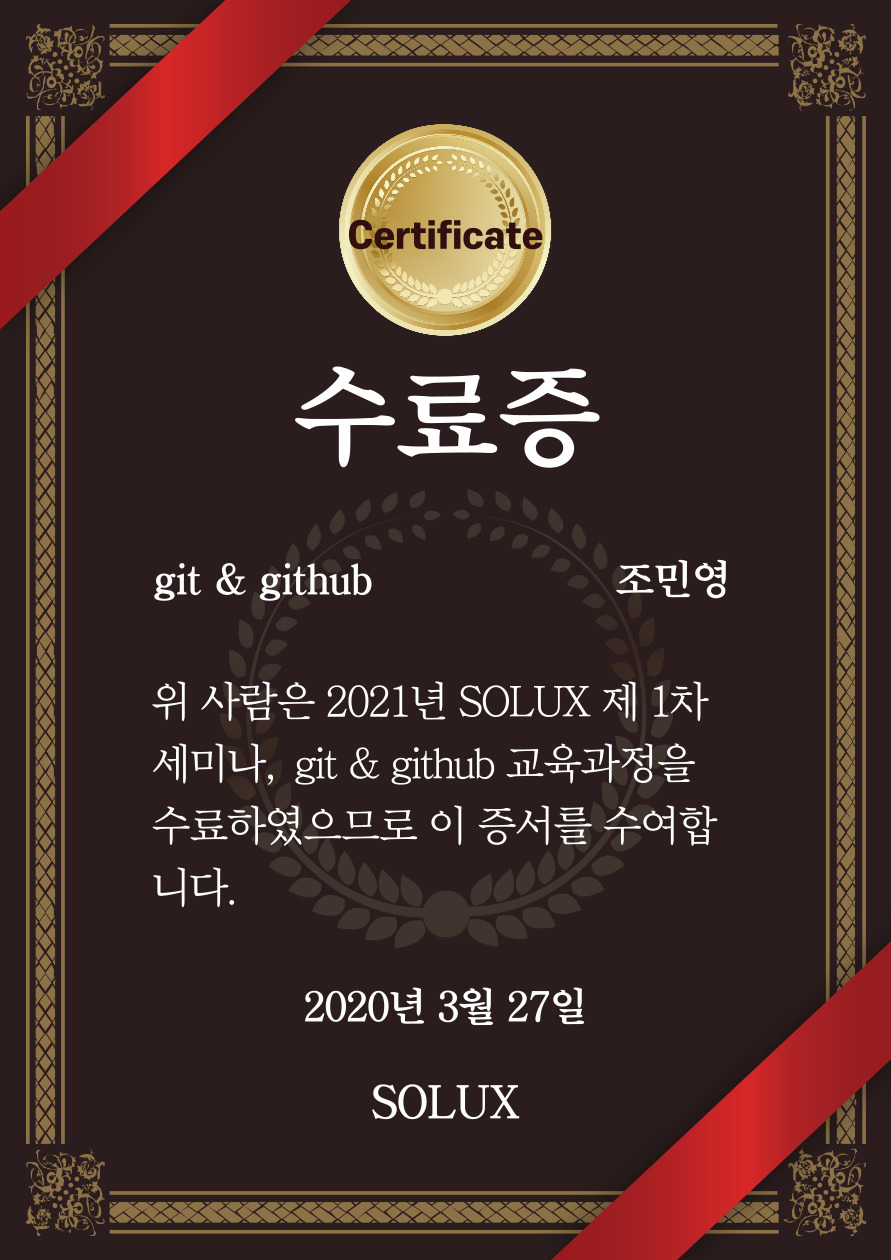 Certificate
수료증
git & github 조민영
위 사람은 2021년 SOLUX 제 1차
세미나, git & github 교육과정을
수료하였으므로 이 증서를 수여합
니다.
2020년 3월 27일
SOLUX